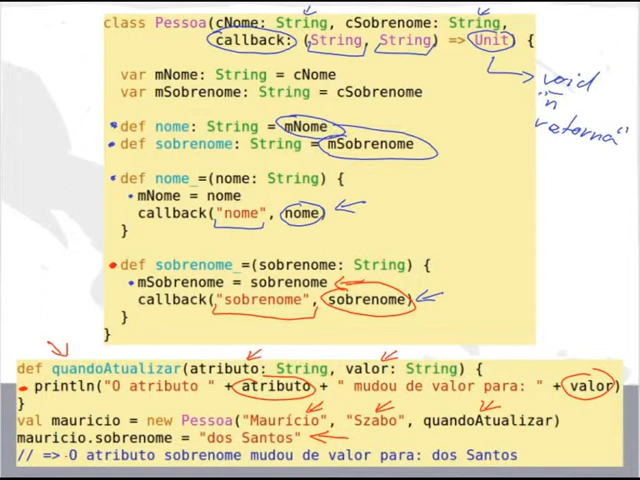 class Pessoa(cNome: String, cSobrenome: String,
callback: (String, String) => Unit) {
void
"ñ
retorna"
var mNome: String = cNome
var mSobrenome: String = cSobrenome
def nome: String = mNome
def sobrenome: String = mSobrenome
def nome_=(nome: String) {
mNome = nome
callback("nome", nome)
}
def sobrenome_=(sobrenome: String) {
mSobrenome = sobrenome
callback("sobrenome", sobrenome)
}
}
def quandoAtualizar(atributo: String, valor: String) {
println("O atributo " + atributo + " mudou de valor para: " + valor)
}
val mauricio = new Pessoa("Maurício", "Szabo", quandoAtualizar)
mauricio.sobrenome = "dos Santos"
// => O atributo sobrenome mudou de valor para: dos Santos